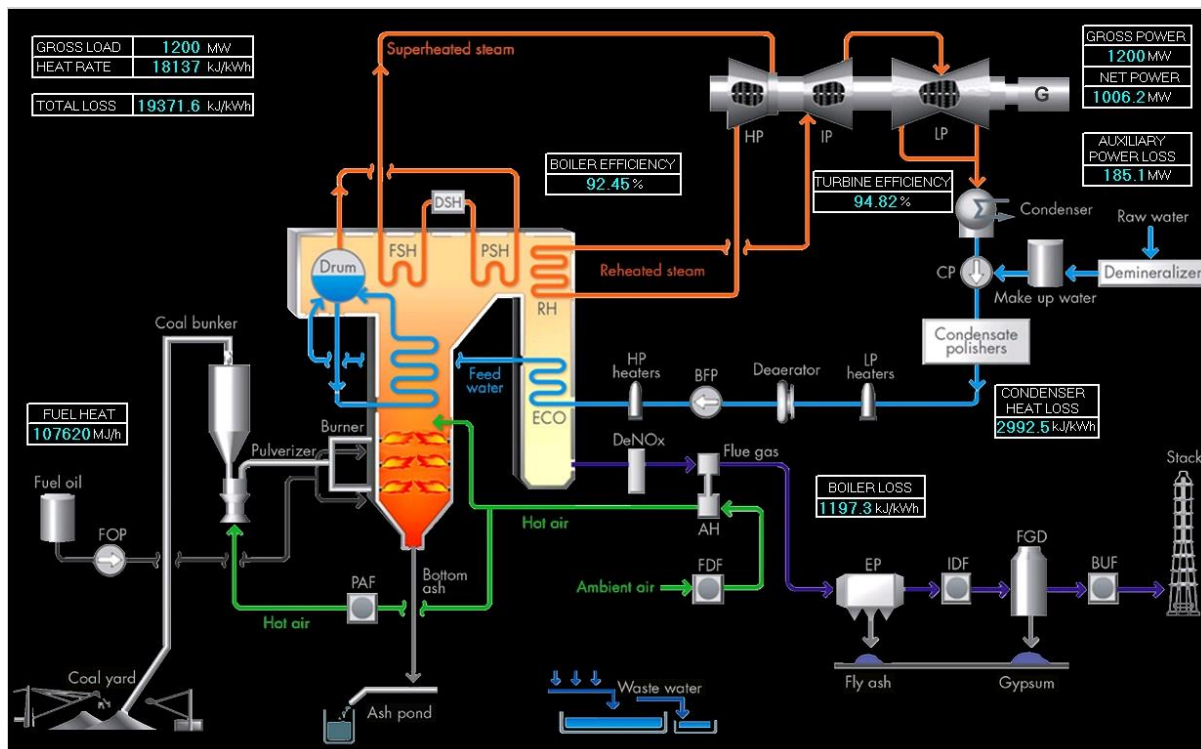 GROSS LOAD 1200 MW
HEAT RATE 18137 kJ/kWh
TOTAL LOSS 19371.6 kJ/kWh
Superheated steam
GROSS POWER
1200 MW
NET POWER
1006.2 MW
G
HP
IP
LP
AUXILIARY
POWER LOSS
185.1 MW
BOILER EFFICIENCY
92.45 %
TURBINE EFFICIENCY
94.82 %
DSH
Σ
Condenser
Raw water
FSH
PSH
Drum
Reheated steam
CP
Demineralizer
Make up water
RH
Coal bunker
Condensate
polishers
Feed
water
HP
heaters
BFP
Deaerator
LP
heaters
CONDENSER
HEAT LOSS
2992.5 kJ/kWh
FUEL HEAT
107620 MJ/h
ECO
Burner
DeNOx
Pulverizer
Flue gas
Stack
Fuel oil
BOILER LOSS
1197.3 kJ/kWh
Hot air
AH
FOP
FGD
EP
IDF
BUF
PAF
Bottom
ash
Ambient air
FDF
Hot air
Coal yard
Fly ash
Gypsum
Waste water
Ash pond